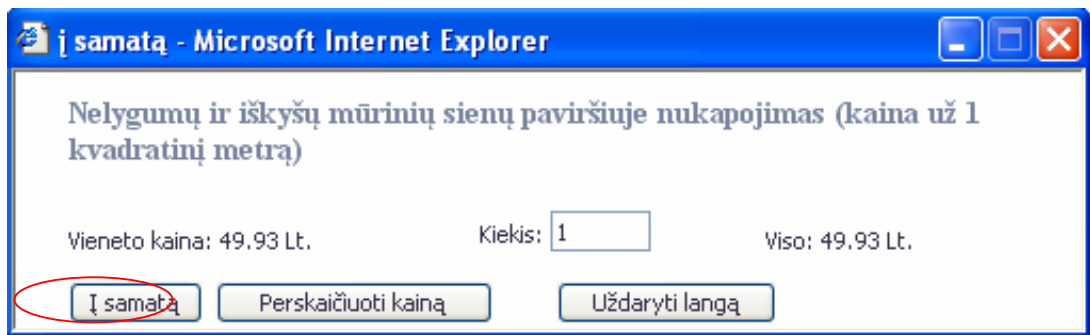 į samatą - Microsoft Internet Explorer
Nelygumų ir iškyšų mūrinių sienų paviršiuje nukapojimas (kaina už 1
kvadratinį metrą)
Vieneto kaina: 49.93 Lt. Kiekis: 1 Viso: 49.93 Lt.
Į samatą Perskaičiuoti kainą Uždaryti langą